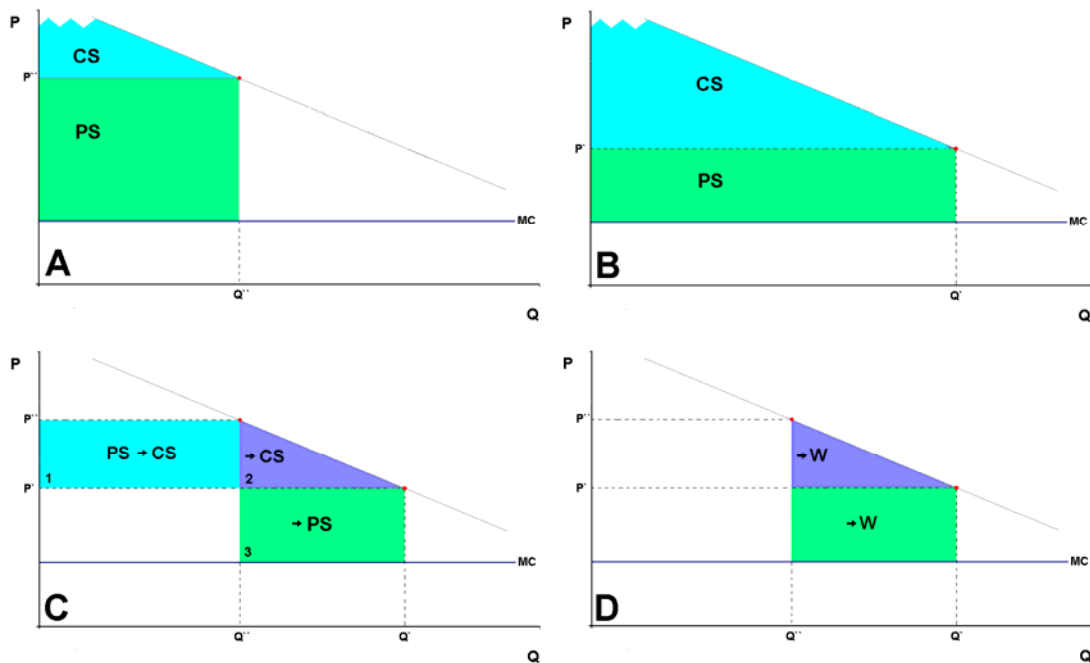 P
CS
P``
PS
MC
A
Q``
Q
P
CS
P`
PS
MC
B
Q`
Q
P
P``
PS → CS
→ CS
1
2
P`
→ PS
3
MC
C
Q``
Q`
Q
P
P``
→ W
P`
→ W
MC
D
Q``
Q`
Q